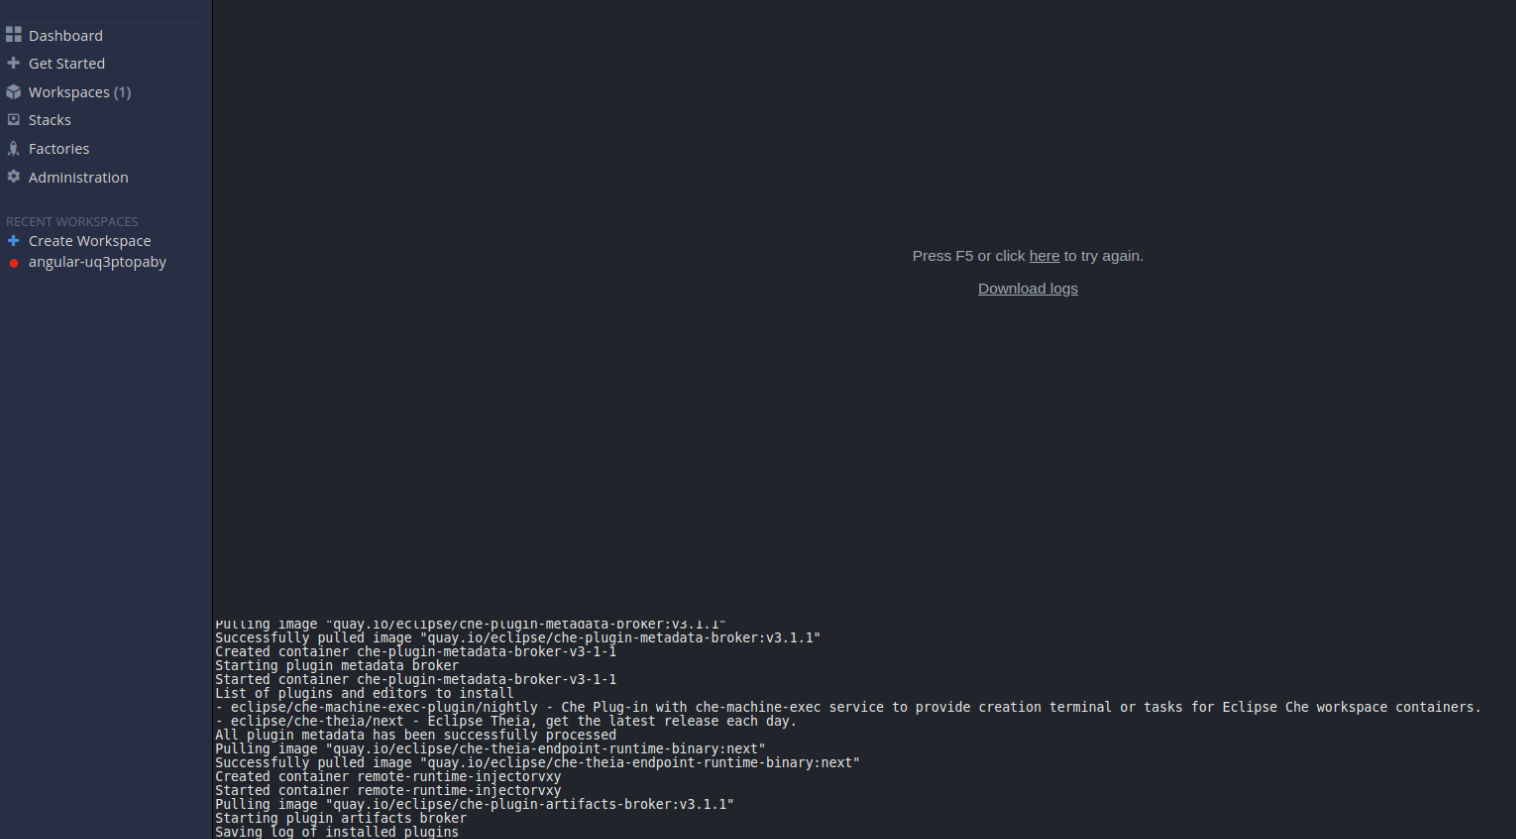 Dashboard
Get Started
Workspaces (1)
Stacks
Factories
Administration
RECENT WORKSPACES
Create Workspace
angular-uq3ptopaby
Press F5 or click here to try again.
Download logs
Pulling image "quay.io/eclipse/che-plugin-metadata-broker:v3.1.1"
Successfully pulled image "quay.io/eclipse/che-plugin-metadata-broker:v3.1.1"
Created container che-plugin-metadata-broker-v3-1-1
Starting plugin metadata broker
Started container che-plugin-metadata-broker-v3-1-1
List of plugins and editors to install
- eclipse/che-machine-exec-plugin/nightly - Che Plug-in with che-machine-exec service to provide creation terminal or tasks for Eclipse Che workspace containers.
- eclipse/che-theia/next - Eclipse Theia, get the latest release each day.
All plugin metadata has been successfully processed
Pulling image "quay.io/eclipse/che-theia-endpoint-runtime-binary:next"
Successfully pulled image "quay.io/eclipse/che-theia-endpoint-runtime-binary:next"
Created container remote-runtime-injectorvxy
Started container remote-runtime-injectorvxy
Pulling image "quay.io/eclipse/che-plugin-artifacts-broker:v3.1.1"
Starting plugin artifacts broker
Saving log of installed plugins